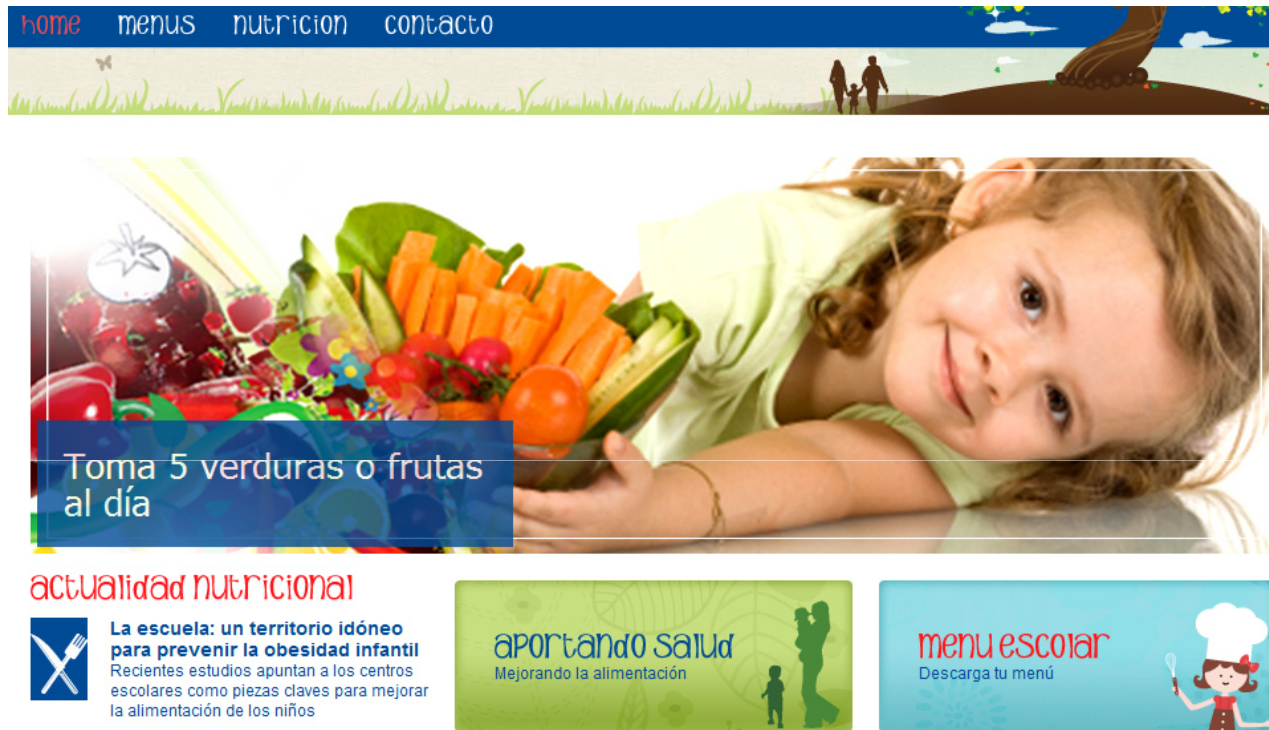 home menus nutricion contacto
Toma 5 verduras o frutas
al día
actualidad nutricional
La escuela: un territorio idóneo
para prevenir la obesidad infantil
Recientes estudios apuntan a los centros
escolares como piezas claves para mejorar
la alimentación de los niños
aportando salud
Mejorando la alimentación
menu escolar
Descarga tu menú